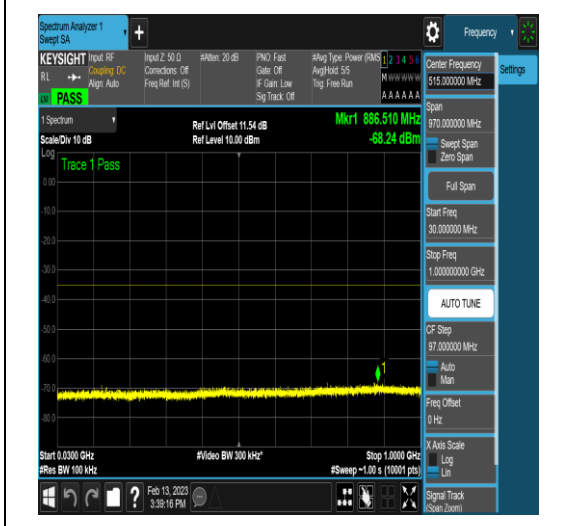 Spectrum Analyzer 1
Swept SA
+
Frequency
KEYSIGHT
RL
PASS
Input: RF
Coupling: DC
Align: Auto
Input Z: 50 Ω
Corrections: Off
Freq Ref: Int (S)
#Atten: 20 dB
PNO: Fast
Gate: Off
IF Gain: Low
Sig Track: Off
#Avg Type: Power (RMS
Avg|Hold: 5/5
Trig: Free Run
1 2 3 4 5 6
M W W W W W
A A A A A A
1 Spectrum
Scale/Div 10 dB
Ref Lvl Offset 11.54 dB
Ref Level 10.00 dBm
Mkr1 886.510 MHz
-68.24 dBm
Log
Trace 1 Pass
0.00
-10.0
-20.0
-30.0
-40.0
-50.0
-60.0
-70.0
-80.0
1
Start 0.0300 GHz
#Res BW 100 kHz
#Video BW 300 kHz*
Stop 1.0000 GHz
#Sweep ~1.00 s (10001 pts)
?
Feb 13, 2023
3:39:16 PM
Center Frequency
515.000000 MHz
Settings
Span
970.000000 MHz
Swept Span
Zero Span
Full Span
Start Freq
30.000000 MHz
Stop Freq
1.000000000 GHz
AUTO TUNE
CF Step
97.000000 MHz
Auto
Man
Freq Offset
0 Hz
X Axis Scale
Log
Lin
Signal Track
(Span Zoom)